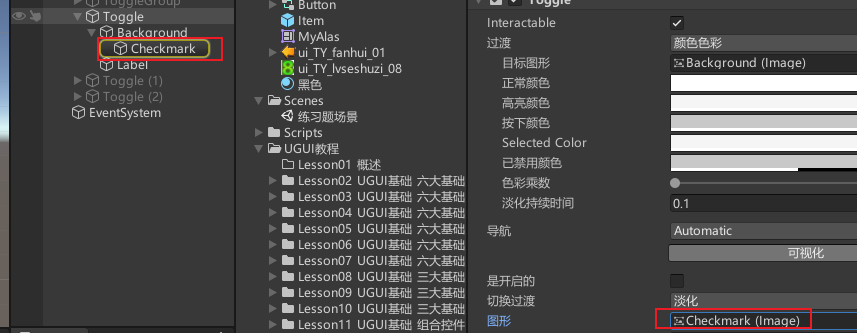 ToggleGroup
Toggle
Background
Checkmark
Label
Toggle (1)
Toggle (2)
EventSystem
Button
Item
MyAlas
ui_TY_fanhui_01
ui_TY_lvseshuzi_08
黑色
Scenes
练习题场景
Scripts
UGUI教程
Lesson01 概述
Lesson02 UGUI基础 六大基础
Lesson03 UGUI基础 六大基础
Lesson04 UGUI基础 六大基础
Lesson05 UGUI基础 六大基础
Lesson06 UGUI基础 六大基础
Lesson07 UGUI基础 六大基础
Lesson08 UGUI基础 三大基础
Lesson09 UGUI基础 三大基础
Lesson10 UGUI基础 三大基础
Lesson11 UGUI基础 组合控件
Toggle
Interactable
过渡 颜色色彩
目标图形 Background (Image)
正常颜色
高亮颜色
按下颜色
Selected Color
已禁用颜色
色彩乘数
淡化持续时间 0.1
导航 Automatic
可视化
是开启的
切换过渡 淡化
图形 Checkmark (Image)